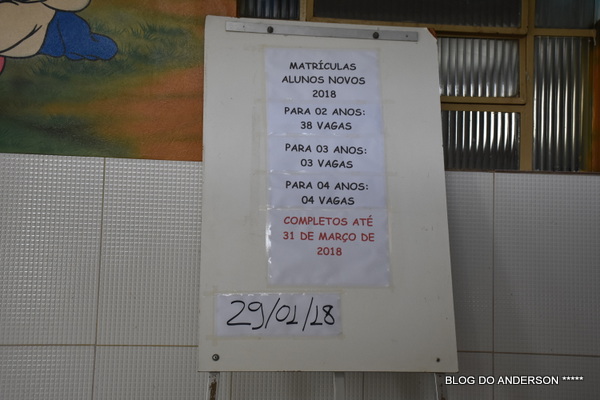 MATRÍCULAS
ALUNOS NOVOS
2018
PARA 02 ANOS:
38 VAGAS
PARA 03 ANOS:
03 VAGAS
PARA 04 ANOS:
04 VAGAS
COMPLETOS ATÉ
31 DE MARÇO DE
2018
29/01/18
BLOG DO ANDERSON *****